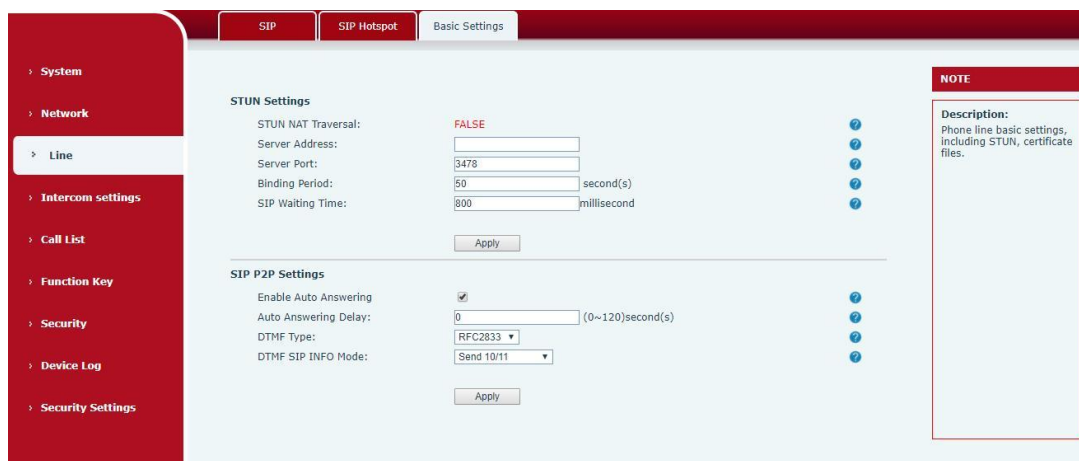 SIP SIP Hotspot Basic Settings
› System
› Network
› Line
› Intercom settings
› Call List
› Function Key
› Security
› Device Log
› Security Settings
STUN Settings
STUN NAT Traversal: FALSE ?
Server Address: ?
Server Port: 3478 ?
Binding Period: 50 second(s) ?
SIP Waiting Time: 800 millisecond ?
Apply
SIP P2P Settings
Enable Auto Answering ?
Auto Answering Delay: 0 (0~120)second(s) ?
DTMF Type: RFC2833 ?
DTMF SIP INFO Mode: Send 10/11 ?
Apply
NOTE
Description:
Phone line basic settings,
including STUN, certificate
files.